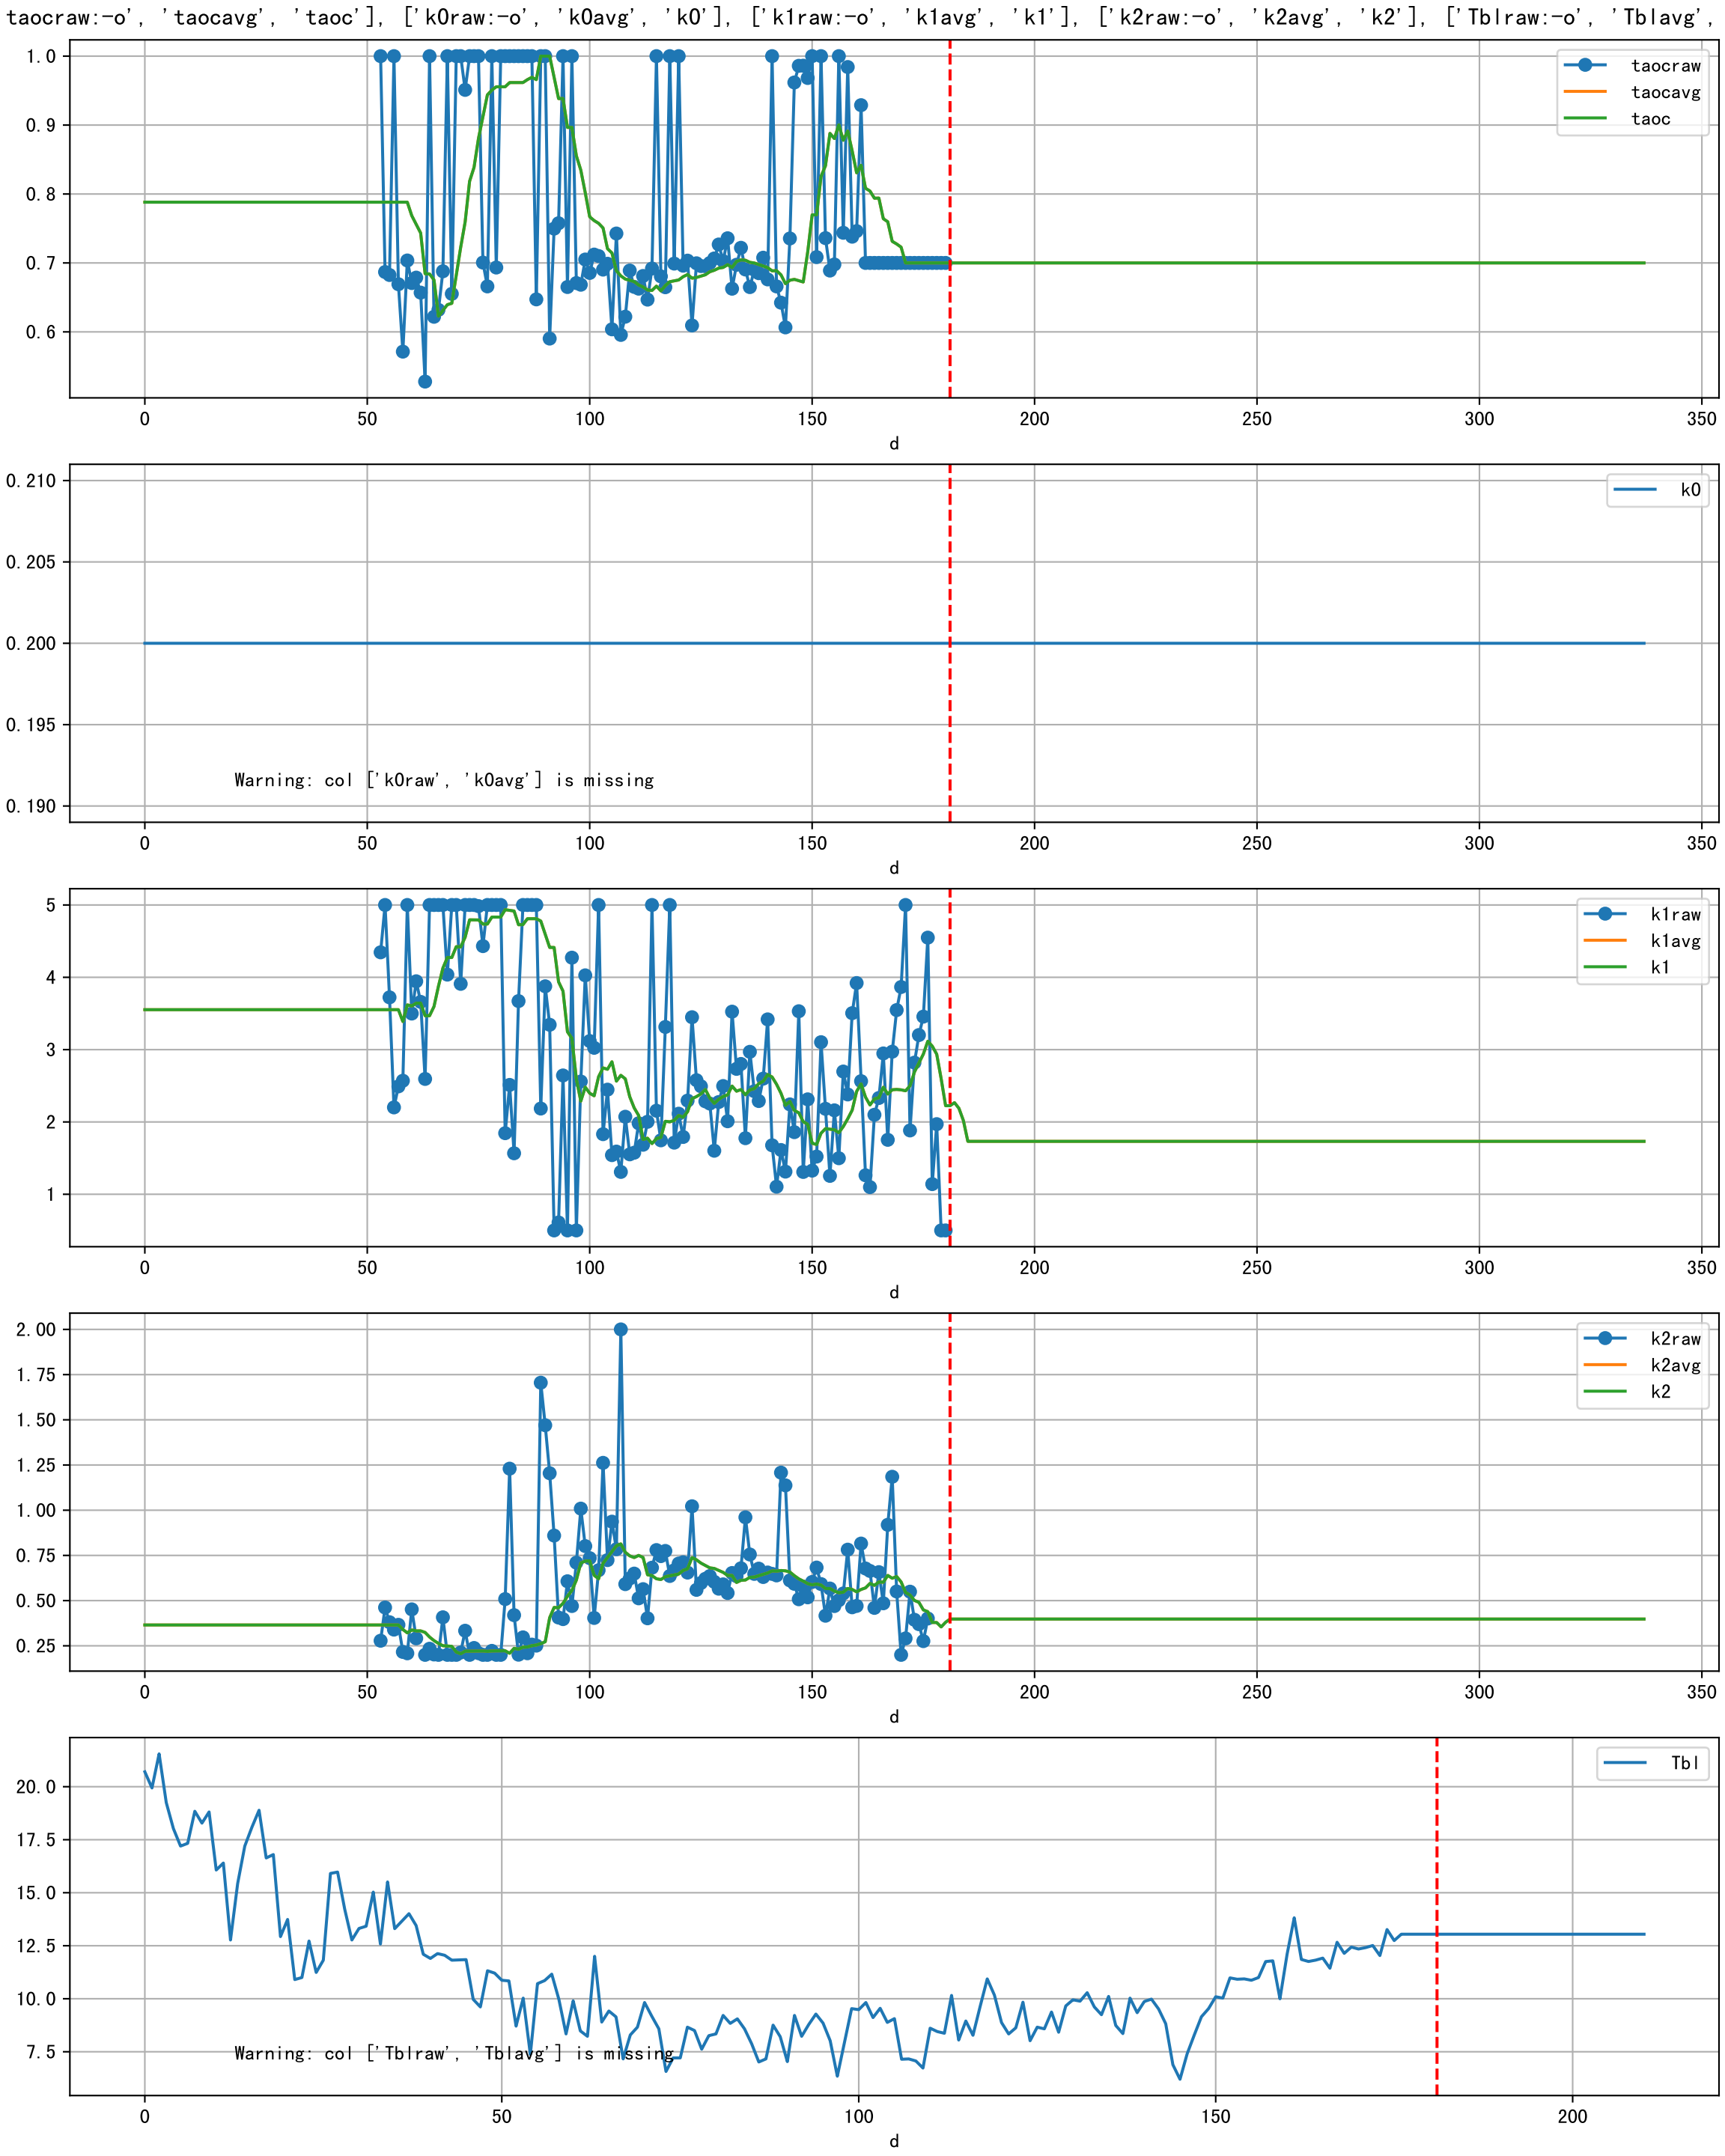 taocraw:-o', 'taocavg', 'taoc'], ['k0raw:-o', 'k0avg', 'k0'], ['k1raw:-o', 'k1avg', 'k1'], ['k2raw:-o', 'k2avg', 'k2'], ['Tblraw:-o', 'Tblavg',
1.0
0.9
0.8
0.7
0.6
taocraw
taocavg
taoc
0 50 100 150 200 250 300 350
d
0.210
0.205
0.200
0.195
0.190
k0
Warning: col ['k0raw', 'k0avg'] is missing
0 50 100 150 200 250 300 350
d
5
4
3
2
1
k1raw
k1avg
k1
0 50 100 150 200 250 300 350
d
2.00
1.75
1.50
1.25
1.00
0.75
0.50
0.25
k2raw
k2avg
k2
0 50 100 150 200 250 300 350
d
20.0
17.5
15.0
12.5
10.0
7.5
Tbl
Warning: col ['Tblraw', 'Tblavg'] is missing
0 50 100 150 200
d